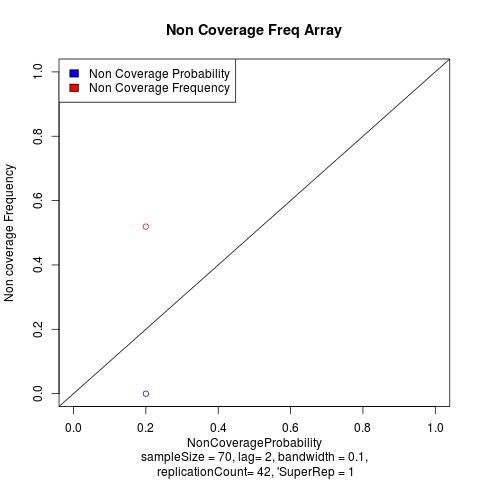 Non Coverage Freq Array
Non Coverage Probability
Non Coverage Frequency
Non coverage Frequency
1.0
0.8
0.6
0.4
0.2
0.0
0.0 0.2 0.4 0.6 0.8 1.0
NonCoverageProbability
sampleSize = 70, lag= 2, bandwidth = 0.1,
replicationCount= 42, 'SuperRep = 1